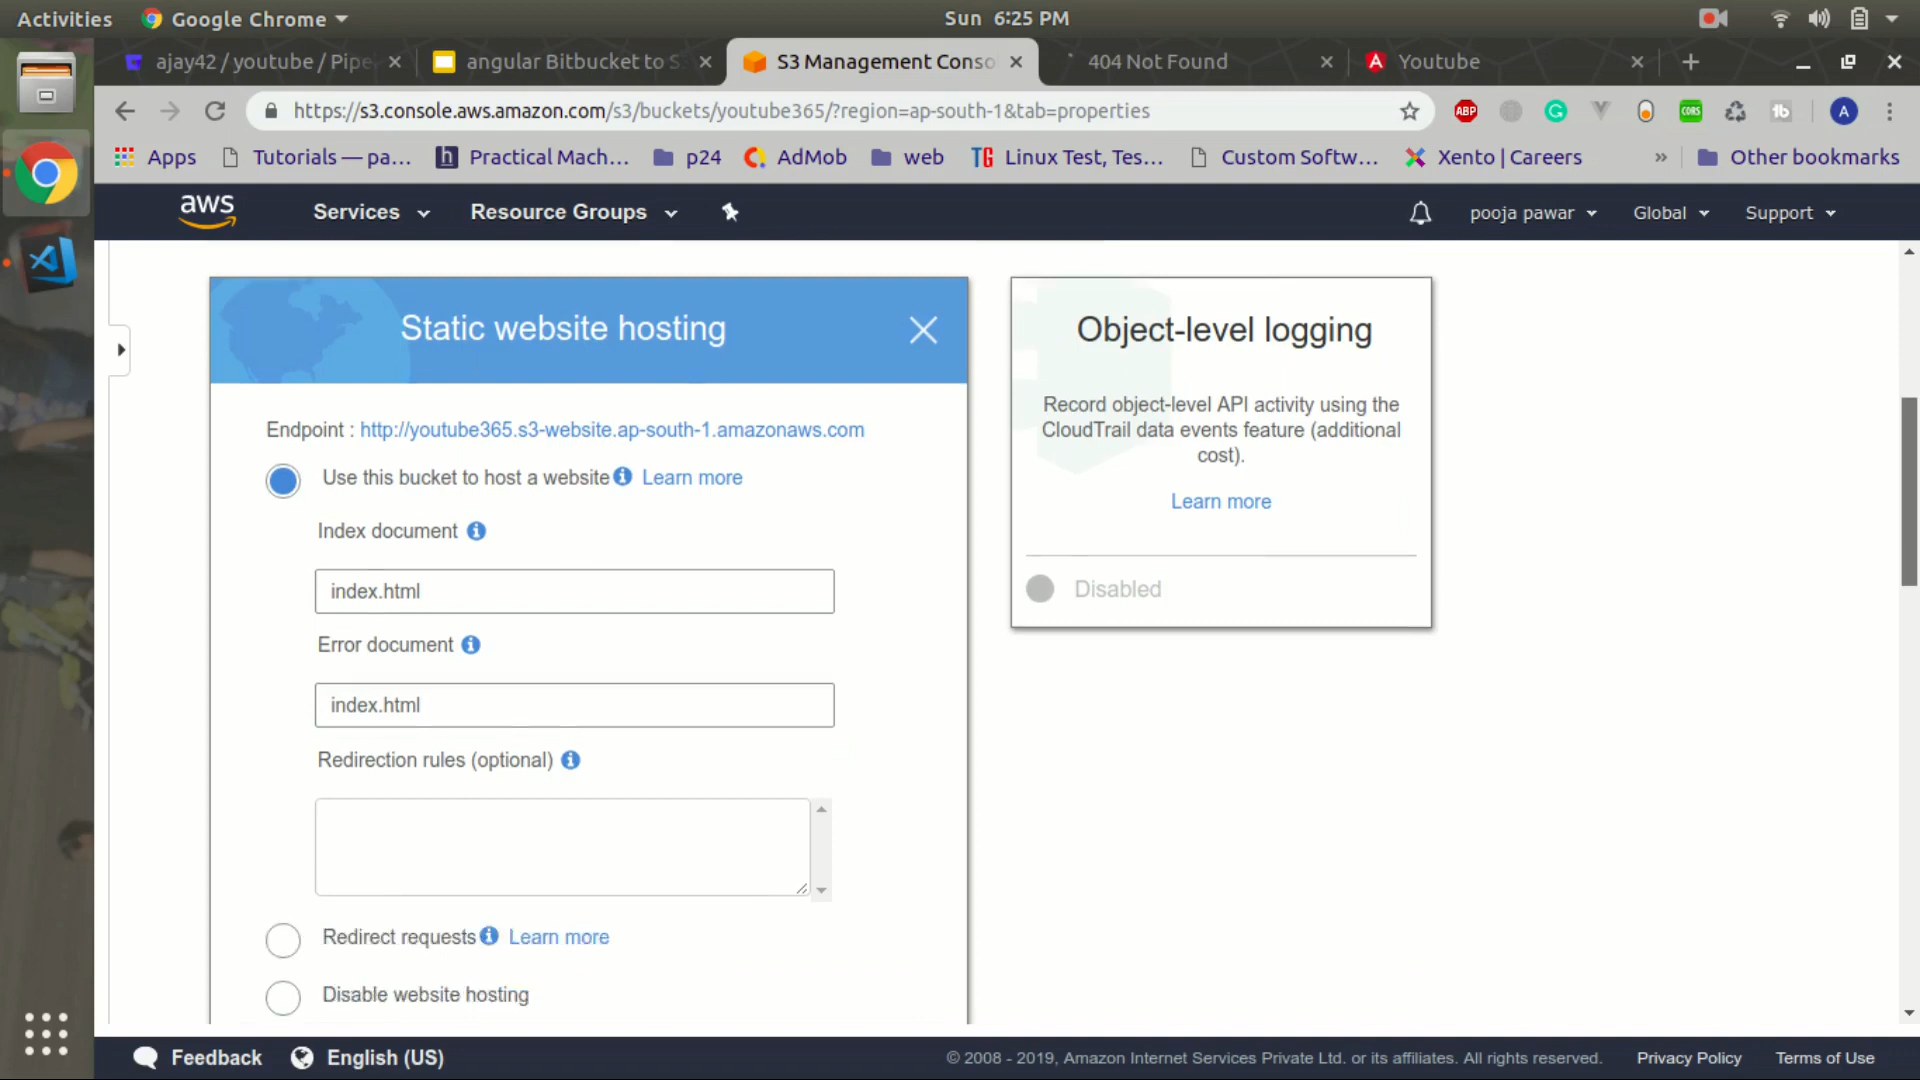 Activities
Google Chrome
Sun 6:25 PM
ajay42 / youtube / Pipe
angular Bitbucket to S
S3 Management Conso
404 Not Found
Youtube
https://s3.console.aws.amazon.com/s3/buckets/youtube365/?region=ap-south-1&tab=properties
ABP
CORS
tb
A
Apps
Tutorials — pa...
h
Practical Mach...
p24
AdMob
web
TG
Linux Test, Tes...
Custom Softw...
Xento | Careers
»
Other bookmarks
aws
Services
Resource Groups
pooja pawar
Global
Support
Static website hosting
Endpoint : http://youtube365.s3-website.ap-south-1.amazonaws.com
Use this bucket to host a website Learn more
Index document
index.html
Error document
index.html
Redirection rules (optional)
Redirect requests Learn more
Disable website hosting
Object-level logging
Record object-level API activity using the
CloudTrail data events feature (additional
cost).
Learn more
Disabled
Feedback
English (US)
© 2008 - 2019, Amazon Internet Services Private Ltd. or its affiliates. All rights reserved.
Privacy Policy
Terms of Use